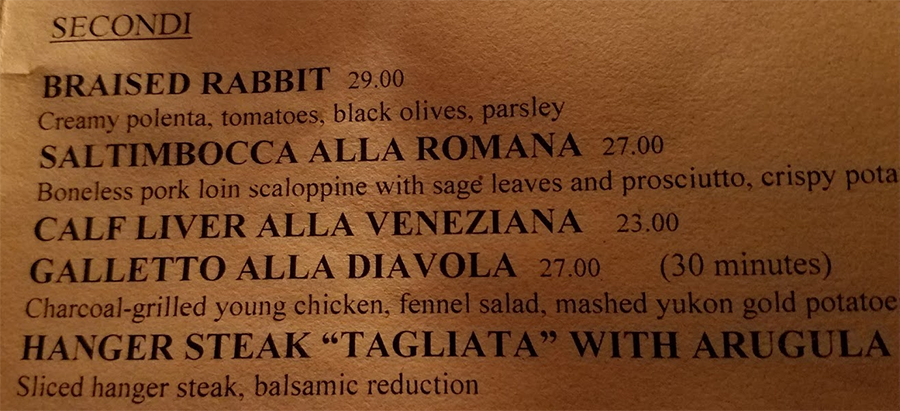 SECONDI
BRAISED RABBIT 29.00
Creamy polenta, tomatoes, black olives, parsley
SALTIMBOCCA ALLA ROMANA 27.00
Boneless pork loin scaloppine with sage leaves and prosciutto, crispy pota
CALF LIVER ALLA VENEZIANA 23.00
GALLETTO ALLA DIAVOLA 27.00 (30 minutes)
Charcoal-grilled young chicken, fennel salad, mashed yukon gold potatoe
HANGER STEAK “TAGLIATA” WITH ARUGULA
Sliced hanger steak, balsamic reduction